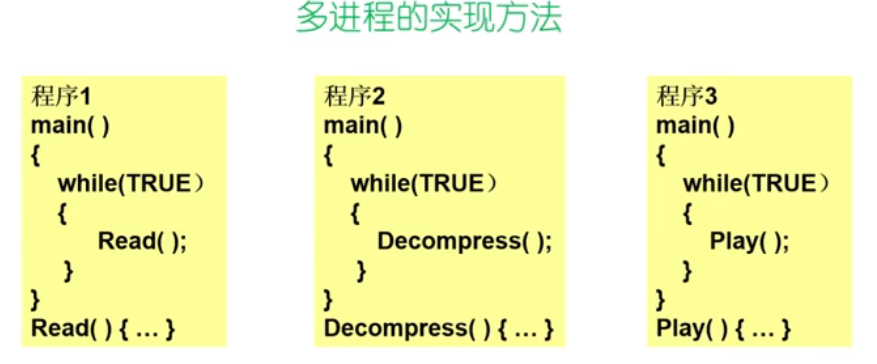 多进程的实现方法
程序1
main( )
{
while(TRUE）
{
Read( );
}
}
Read( ) { … }
程序2
main( )
{
while(TRUE）
{
Decompress( );
}
}
Decompress( ) { … }
程序3
main( )
{
while(TRUE）
{
Play( );
}
}
Play( ) { … }